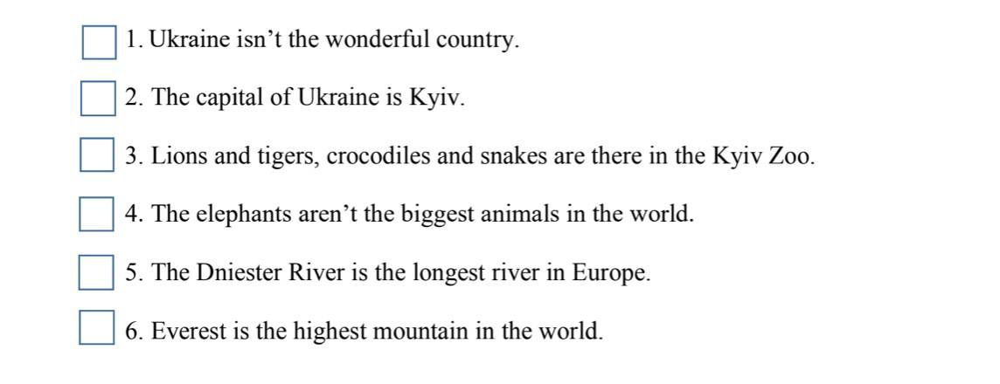 1. Ukraine isn’t the wonderful country.
2. The capital of Ukraine is Kyiv.
3. Lions and tigers, crocodiles and snakes are there in the Kyiv Zoo.
4. The elephants aren’t the biggest animals in the world.
5. The Dniester River is the longest river in Europe.
6. Everest is the highest mountain in the world.